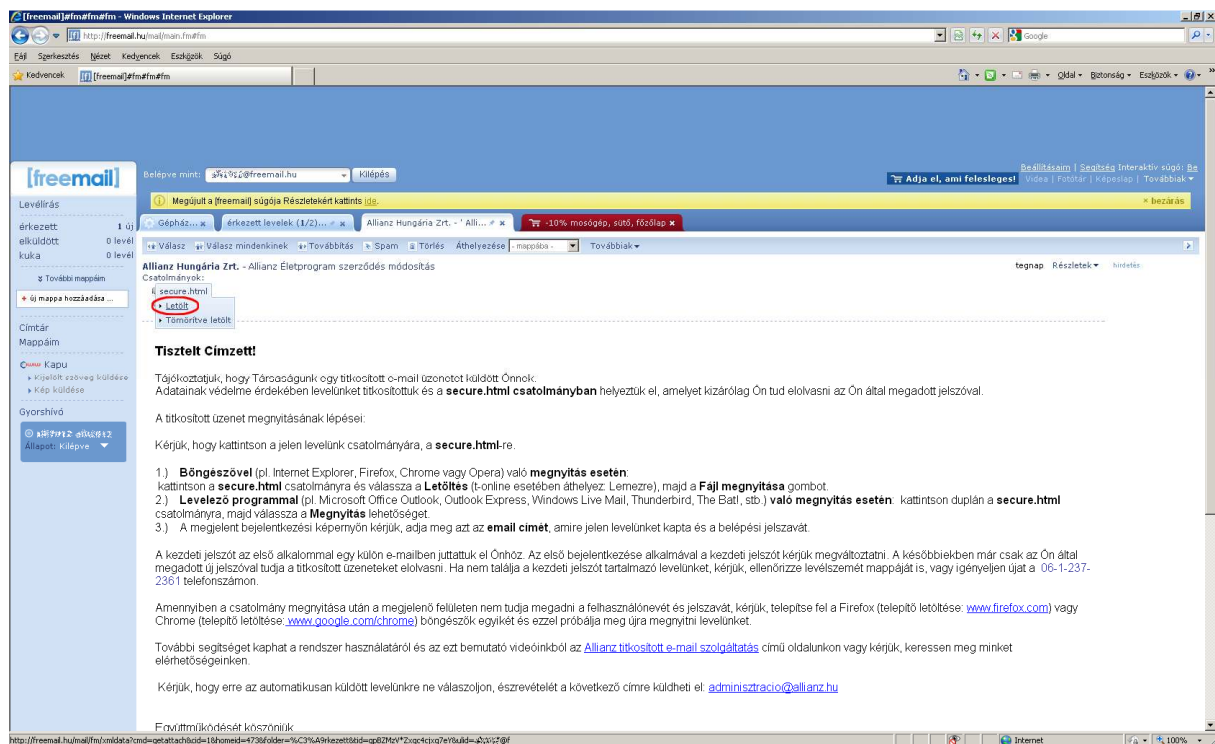 [freemail]#fm#fm#fm - Windows Internet Explorer
http://freemail.hu/mail/main.fm#fm
Google
Fájl Szerkesztés Nézet Kedvencek Eszközök Súgó
Kedvencek [freemail]#fm#fm#fm
Oldal Biztonság Eszközök
Beállításaim | Segítség Interaktív súgó: Be
[freemail] Belépve mint: @freemail.hu Kilépés
Adja el, ami felesleges! Videa | Fotótár | Képeslap | Továbbiak
Levélírás
Megújult a [freemail] súgója Részletekért kattints ide. × bezárás
érkezett 1 új
elküldött 0 levél
kuka 0 levél
További mappáim
új mappa hozzáadása ...
Címtár
Mappáim
Kapu
Kijelölt szöveg küldése
Kép küldése
Gyorshívó
Állapot: Kilépve
Gépház... x érkezett levelek (1/2)... x Allianz Hungária Zrt. - ' Alli... x -10% mosógép, sütő, főzőlap x
Válasz Válasz mindenkinek Továbbítás Spam Törlés Áthelyezése - mappába - Továbbiak
Allianz Hungária Zrt. - Allianz Életprogram szerződés módosítás tegnap Részletek hirdetés
Csatolmányok:
secure.html
Letölt
Tömörítve letölt
Tisztelt Címzett!
Tájékoztatjuk, hogy Társaságunk egy titkosított e-mail üzenetet küldött Önnek.
Adatainak védelme érdekében levelünket titkosítottuk és a secure.html csatolmányban helyeztük el, amelyet kizárólag Ön tud elolvasni az Ön által megadott jelszóval.
A titkosított üzenet megnyitásának lépései:
Kérjük, hogy kattintson a jelen levelünk csatolmányára, a secure.html-re.
1.) Böngészővel (pl. Internet Explorer, Firefox, Chrome vagy Opera) való megnyitás esetén:
kattintson a secure.html csatolmányra és válassza a Letöltés (t-online esetében áthelyez: Lemezre), majd a Fájl megnyitása gombot.
2.) Levelező programmal (pl. Microsoft Office Outlook, Outlook Express, Windows Live Mail, Thunderbird, The Bat!, stb.) való megnyitás esetén: kattintson duplán a secure.html
csatolmányra, majd válassza a Megnyitás lehetőséget.
3.) A megjelent bejelentkezési képernyőn kérjük, adja meg azt az email címét, amire jelen levelünket kapta és a belépési jelszavát.
A kezdeti jelszót az első alkalommal egy külön e-mailben juttattuk el Önhöz. Az első bejelentkezése alkalmával a kezdeti jelszót kérjük megváltoztatni. A későbbiekben már csak az Ön által
megadott új jelszóval tudja a titkosított üzeneteket elolvasni. Ha nem találja a kezdeti jelszót tartalmazó levelünket, kérjük, ellenőrizze levélszemét mappáját is, vagy igényeljen újat a 06-1-237-
2361 telefonszámon.
Amennyiben a csatolmány megnyitása után a megjelenő felületen nem tudja megadni a felhasználónevét és jelszavát, kérjük, telepítse fel a Firefox (telepítő letöltése: www.firefox.com) vagy
Chrome (telepítő letöltése: www.google.com/chrome) böngészők egyikét és ezzel próbálja meg újra megnyitni levelünket.
További segítséget kaphat a rendszer használatáról és az ezt bemutató videóinkból az Allianz titkosított e-mail szolgáltatás című oldalunkon vagy kérjük, keressen meg minket
elérhetőségeinken.
Kérjük, hogy erre az automatikusan küldött levelünkre ne válaszoljon, észrevételét a következő címre küldheti el: adminisztracio@allianz.hu
Együttműködését köszönjük
Internet 100%